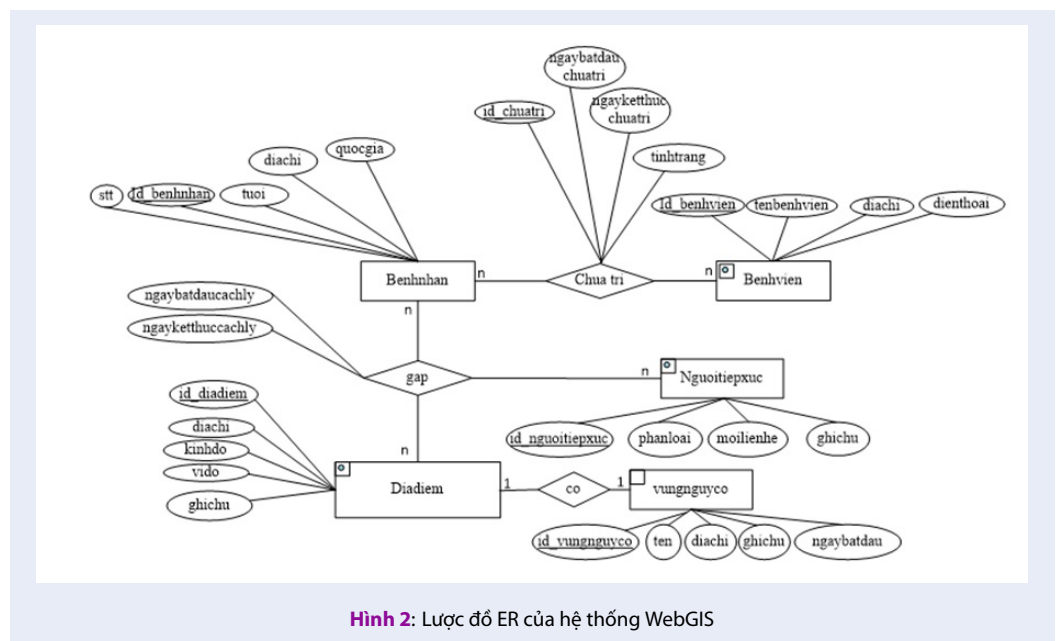 ngaybatdau
chuatri
id_chuatri
ngayketthuc
chuatri
quocgia
diachi
tinhtrang
stt
Id_benhnhan
tuoi
Id_benhvien
tenbenhvien
diachi
dienthoai
Benhnhan
n
Chua tri
n
Benhvien
ngaybatdaucachly
n
ngayketthuccachly
gap
n
Nguoitiepxuc
id_diadiem
diachi
kinhdo
vido
ghichu
id_nguoitiepxuc
phanloai
moilienhe
ghichu
n
Diadiem
1
co
1
vungnguyco
id_vungnguyco
ten
diachi
ghichu
ngaybatdau
Hình 2: Lược đồ ER của hệ thống WebGIS